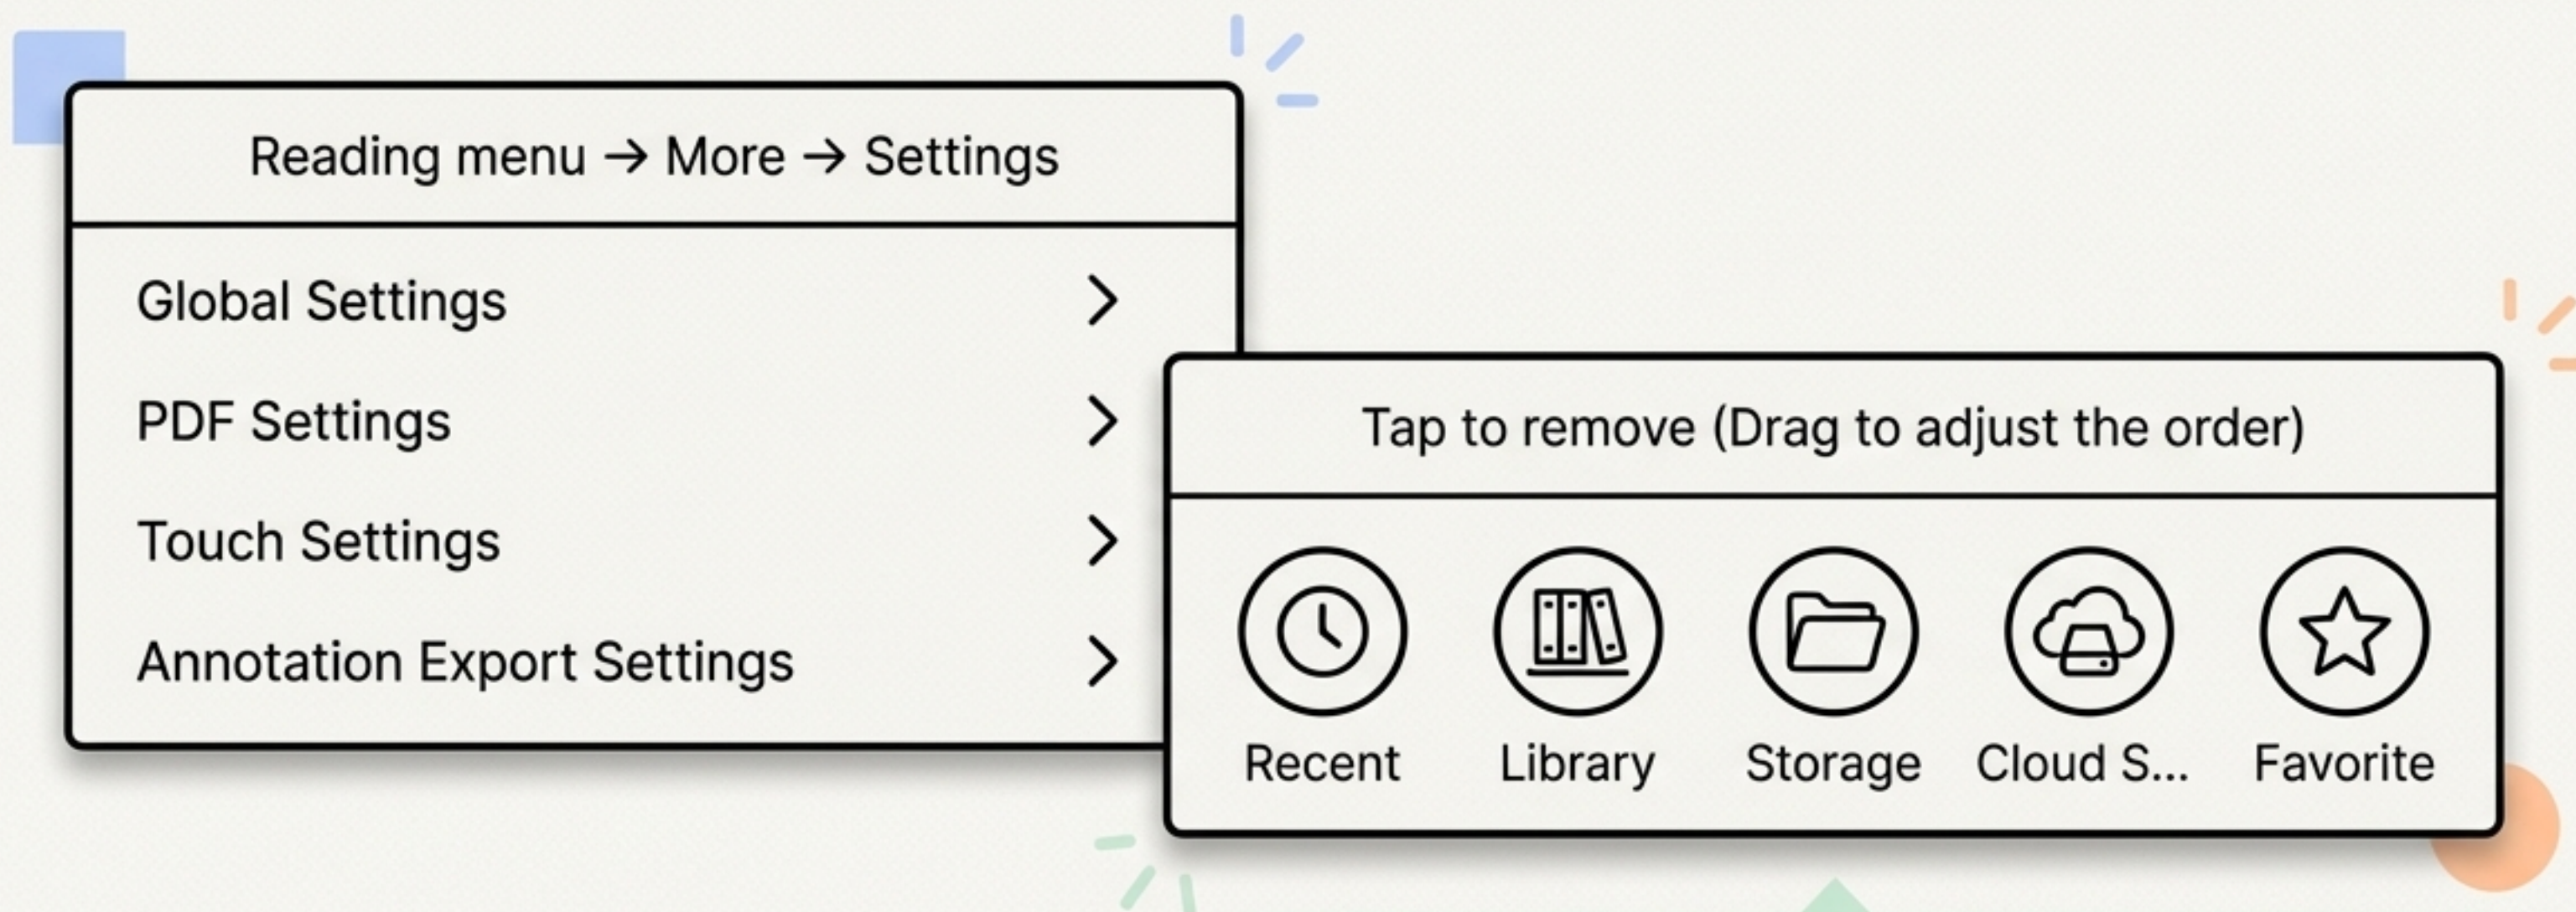 Reading menu → More → Settings
Global Settings
PDF Settings
Touch Settings
Annotation Export Settings
Tap to remove (Drag to adjust the order)
Recent Library Storage Cloud S... Favorite